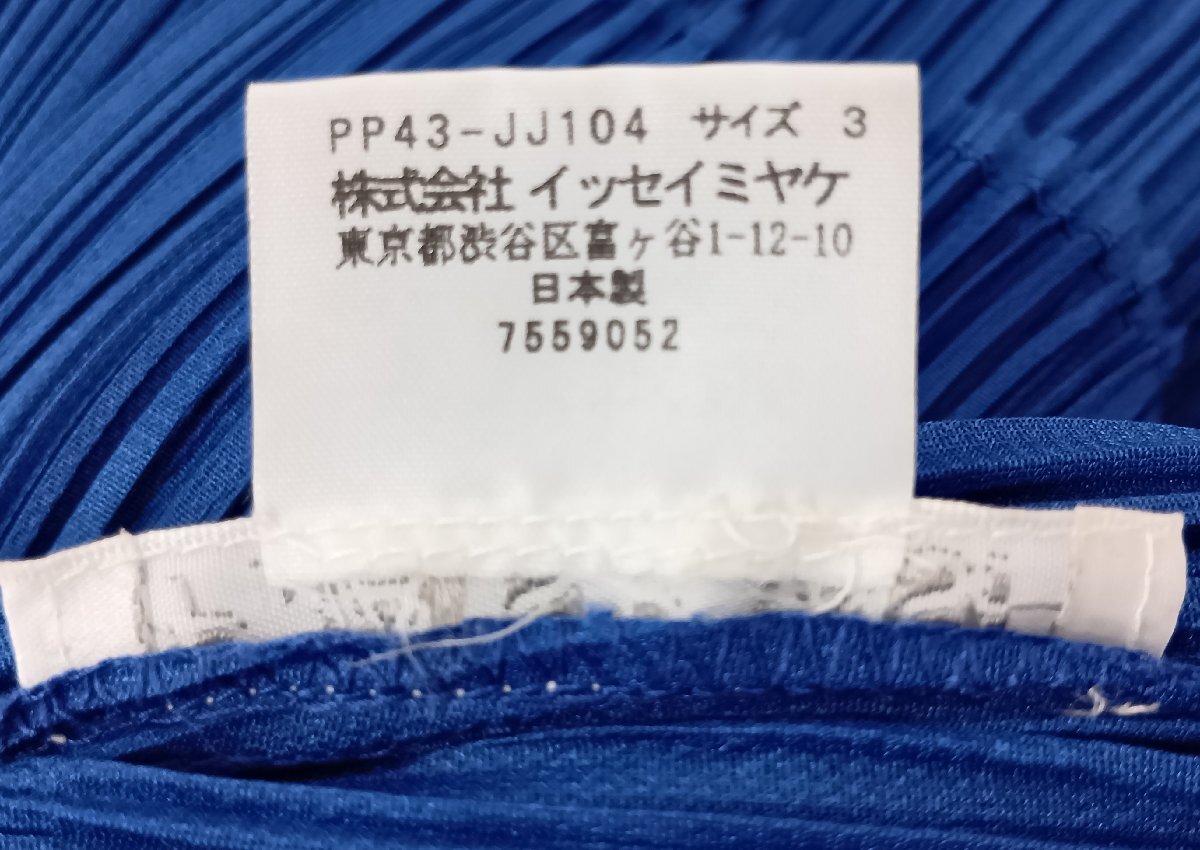 PP43-JJ104 サイズ 3
株式会社 イッセイミヤケ
東京都渋谷区富ヶ谷1-12-10
日本製
7559052